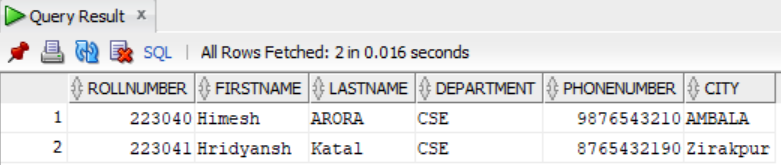 Query Result x
SQL | All Rows Fetched: 2 in 0.016 seconds
ROLLNUMBER FIRSTNAME LASTNAME DEPARTMENT PHONENUMBER CITY
1 223040 Himesh ARORA CSE 9876543210 AMBALA
2 223041 Hridyansh Katal CSE 8765432190 Zirakpur